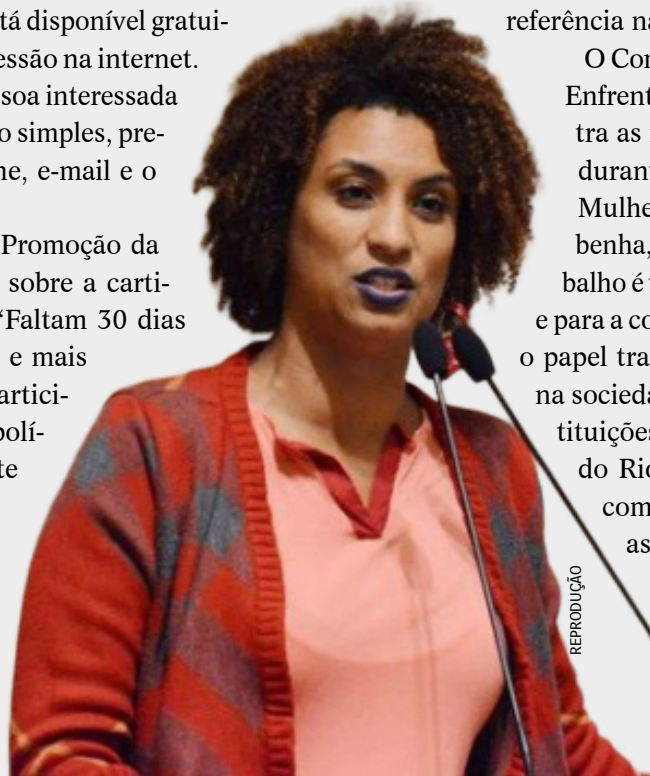 tá disponível gratui-
essão na internet.
soa interessada
o simples, pre-
ne, e-mail e o
Promoção da
sobre a carti-
“Faltam 30 dias
e mais
artici-
polí-
te
referência na
O Con
Enfrent
tra as
durant
Mulhe
benha,
balho é
e para a co
o papel tra
na socieda
tituições
do Rio
com
as
REPRODUÇÃO